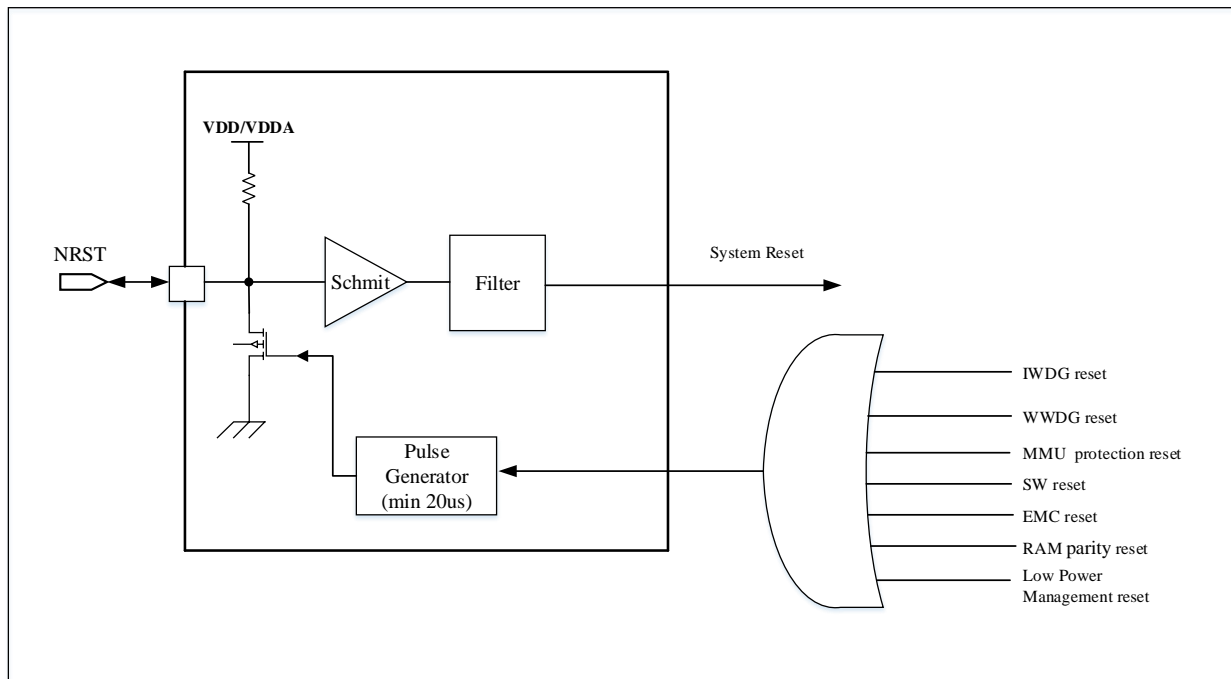 VDD/VDDA
NRST
Schmit
Filter
System Reset
Pulse
Generator
(min 20us)
IWDG reset
WWDG reset
MMU protection reset
SW reset
EMC reset
RAM parity reset
Low Power
Management reset